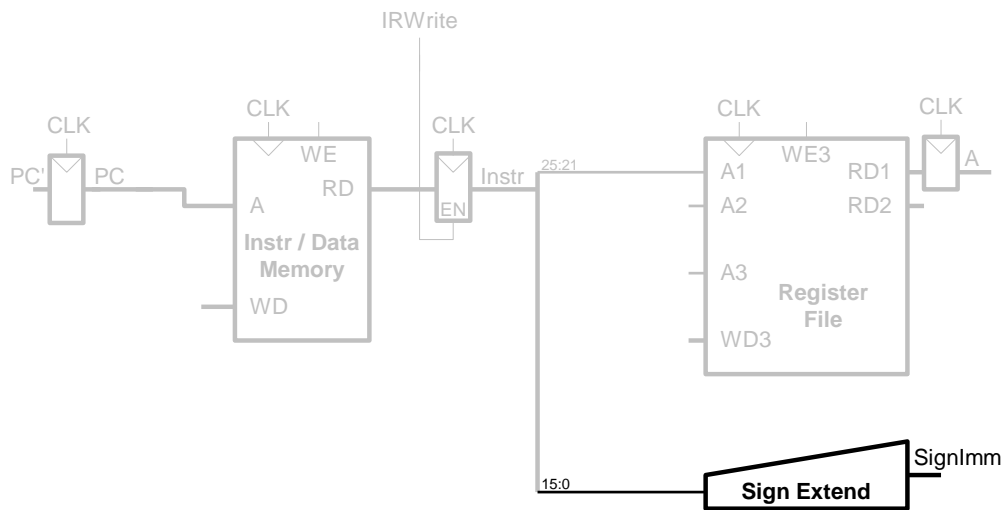 IRWrite
CLK
CLK
CLK
CLK
CLK
PC'
PC
WE
RD
A
Instr / Data
Memory
WD
EN
Instr
25:21
A1
WE3
RD1
A
A2
RD2
A3
Register
File
WD3
SignImm
15:0
Sign Extend